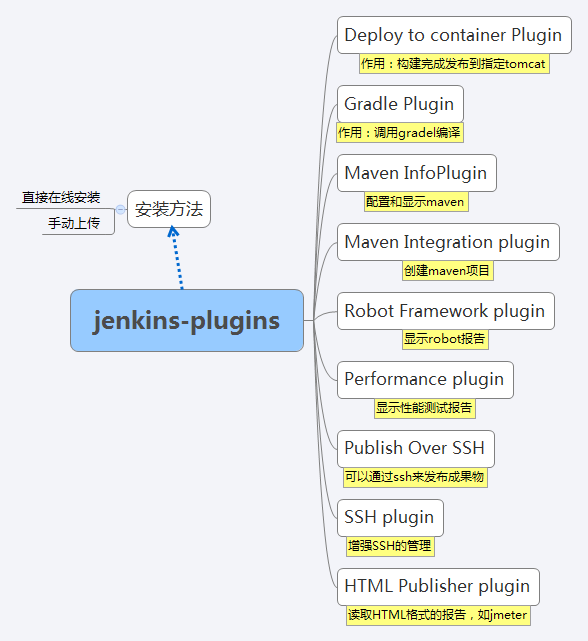 Deploy to container Plugin
作用：构建完成发布到指定tomcat
Gradle Plugin
作用：调用gradel编译
Maven InfoPlugin
配置和显示maven
直接在线安装
手动上传
安装方法
Maven Integration plugin
创建maven项目
jenkins-plugins
Robot Framework plugin
显示robot报告
Performance plugin
显示性能测试报告
Publish Over SSH
可以通过ssh来发布成果物
SSH plugin
增强SSH的管理
HTML Publisher plugin
读取HTML格式的报告，如jmeter